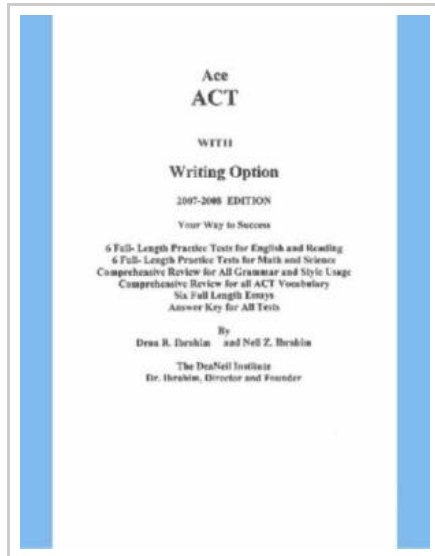 Ace
ACT
WITH
Writing Option
2007-2008 EDITION
Your Way to Success
6 Full- Length Practice Tests for English and Reading
6 Full- Length Practice Tests for Math and Science
Comprehensive Review for All Grammar and Style Usage
Comprehensive Review for all ACT Vocabulary
Six Full Length Essays
Answer Key for All Tests
By
R. Ibrahim and Neil Z. Ibrahim
The DeaNeil Institute
Dr. Ibrahim, Director and Founder